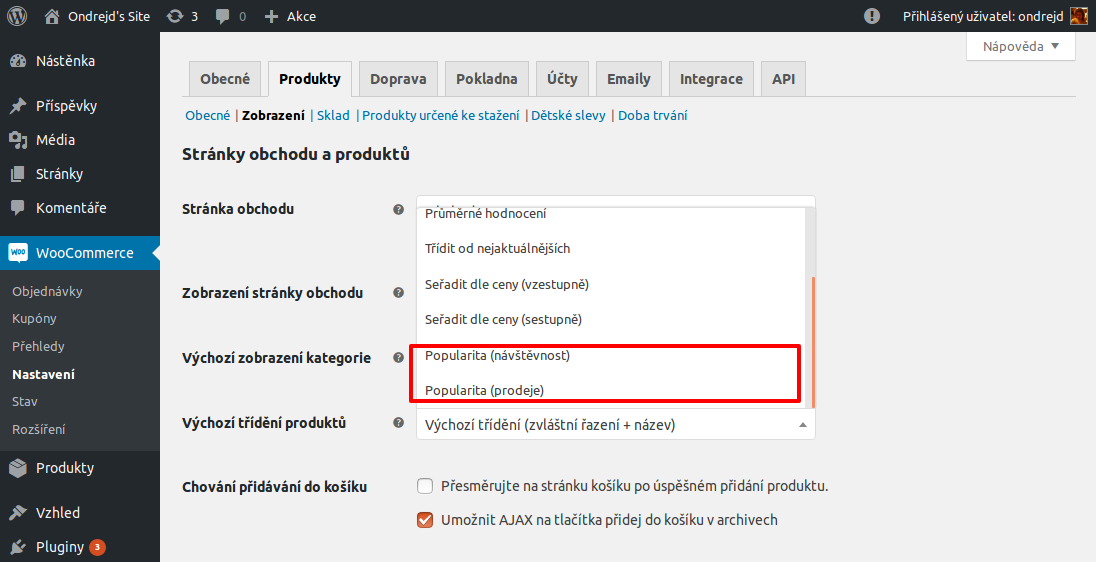 Ondrejd's Site 3 0 Akce Přihlášený uživatel: ondrejd
Nápověda
Nástěnka
Příspěvky
Média
Stránky
Komentáře
WooCommerce
Objednávky
Kupóny
Přehledy
Nastavení
Stav
Rozšíření
Produkty
Vzhled
Pluginy 3
Obecné Produkty Doprava Pokladna Účty Emaily Integrace API
Obecné | Zobrazení | Sklad | Produkty určené ke stažení | Dětské slevy | Doba trvání
Stránky obchodu a produktů
Stránka obchodu
Průměrné hodnocení
Třídit od nejaktuálnějších
Seřadit dle ceny (vzestupně)
Zobrazení stránky obchodu
Seřadit dle ceny (sestupně)
Výchozí zobrazení kategorie
Popularita (návštěvnost)
Popularita (prodeje)
Výchozí třídění produktů
Výchozí třídění (zvláštní řazení + název)
Chování přidávání do košíku
Přesměrujte na stránku košíku po úspěšném přidání produktu.
Umožnit AJAX na tlačítka přidej do košíku v archivech